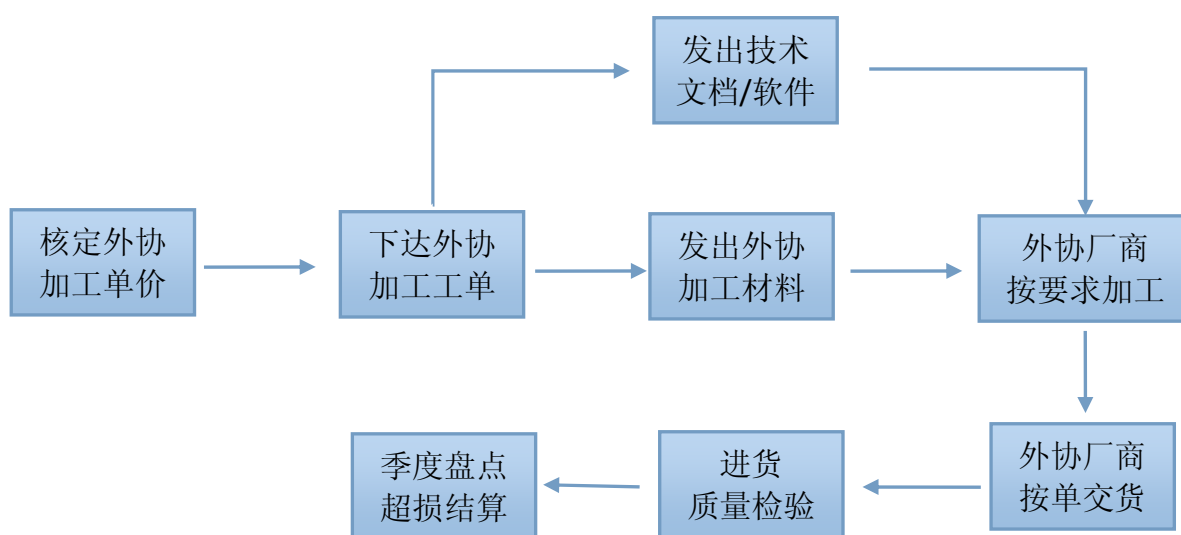 发出技术
文档/软件
核定外协
加工单价
下达外协
加工工单
发出外协
加工材料
外协厂商
按要求加工
季度盘点
超损结算
进货
质量检验
外协厂商
按单交货